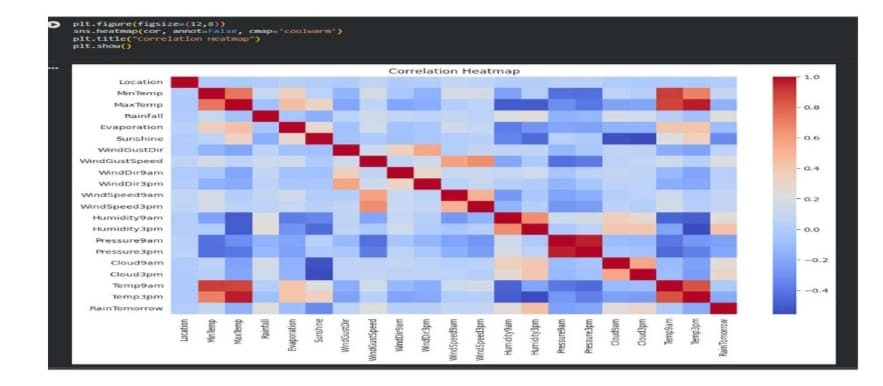 plt.figure(figsize=(12,8))
sns.heatmap(cor, annot=False, cmap='coolwarm')
plt.title("Correlation Heatmap")
plt.show()
...
Correlation Heatmap
Location
MinTemp
MaxTemp
Rainfall
Evaporation
Sunshine
WindGustDir
WindGustSpeed
WindDir9am
WindDir3pm
WindSpeed9am
WindSpeed3pm
Humidity9am
Humidity3pm
Pressure9am
Pressure3pm
Cloud9am
Cloud3pm
Temp9am
Temp3pm
RainTomorrow
Location MinTemp MaxTemp Rainfall Evaporation Sunshine WindGustDir WindGustSpeed WindDir9am WindDir3pm WindSpeed9am WindSpeed3pm Humidity9am Humidity3pm Pressure9am Pressure3pm Cloud9am Cloud3pm Temp9am Temp3pm RainTomorrow
1.0
0.8
0.6
0.4
0.2
0.0
−0.2
−0.4